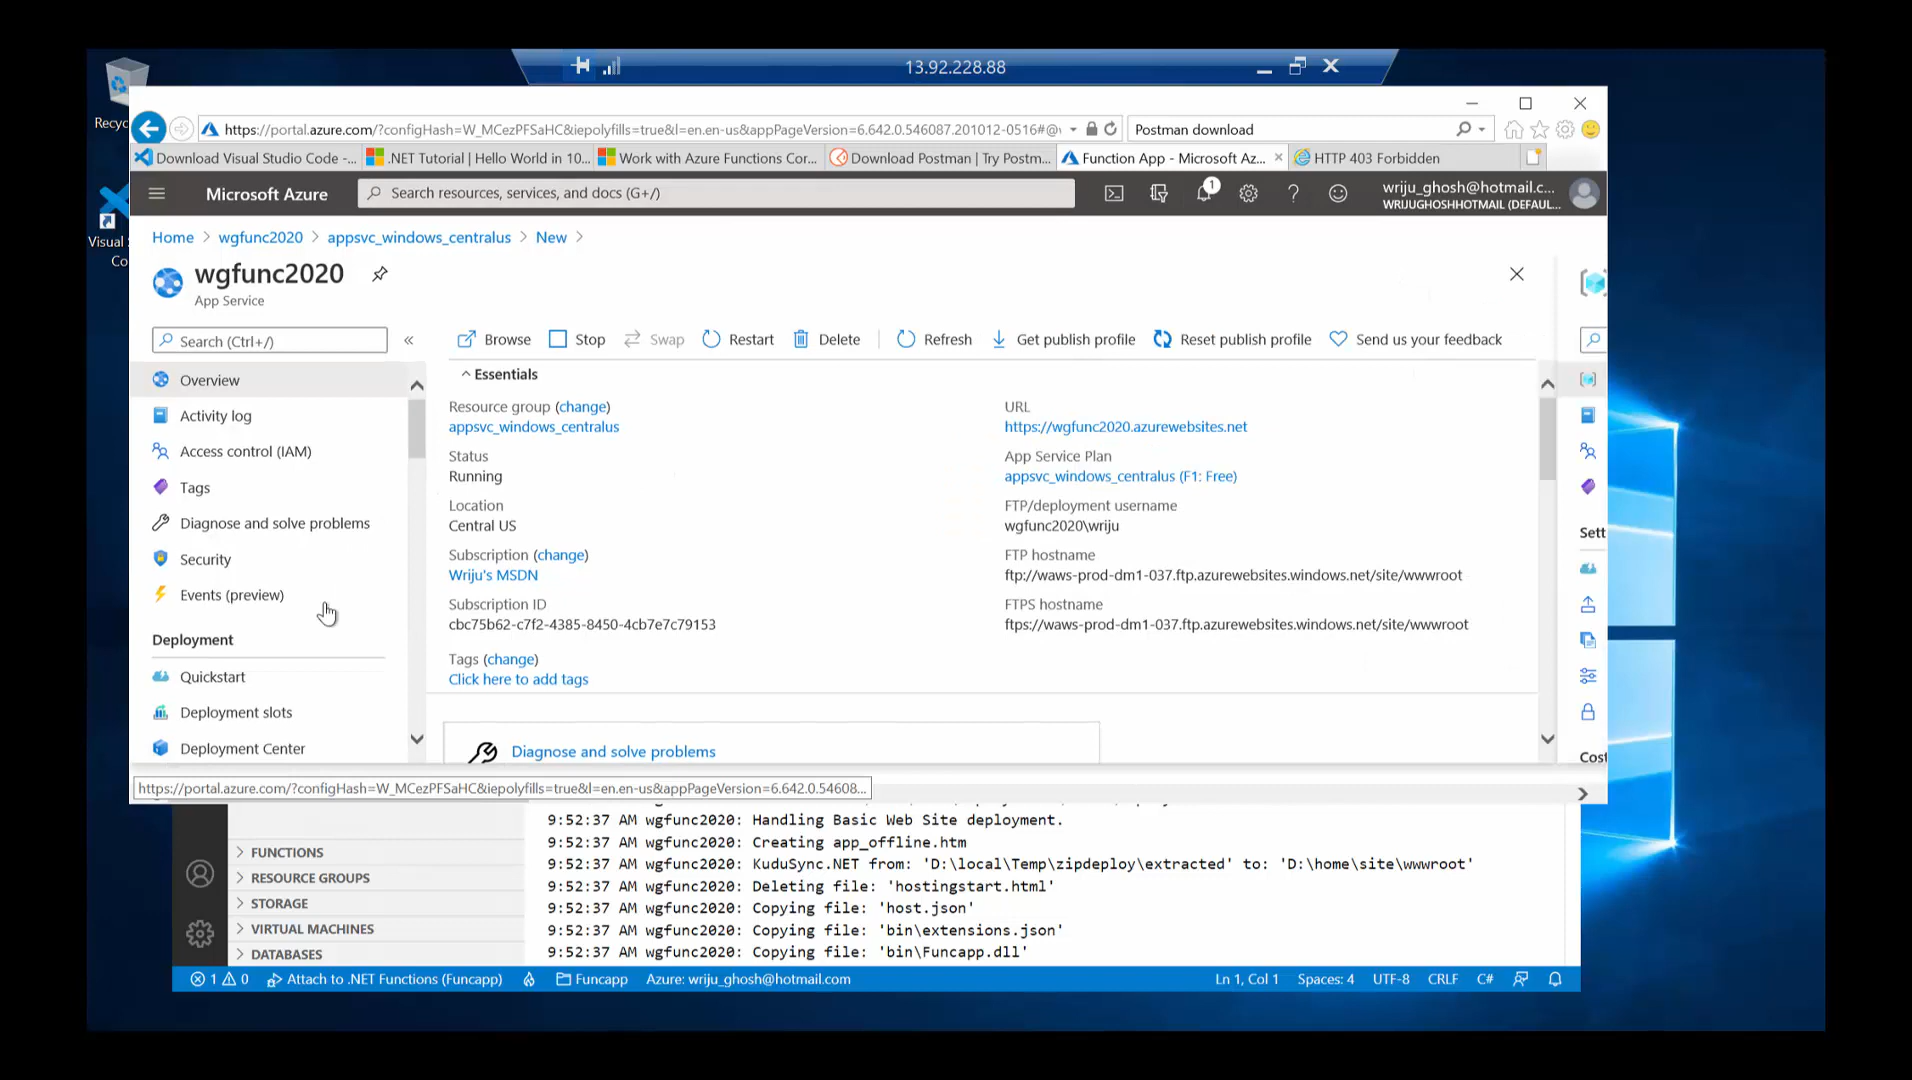 13.92.228.88
Recyc
Visual
Co
https://portal.azure.com/?configHash=W_MCezPFSaHC&iepolyfills=true&l=en.en-us&appPageVersion=6.642.0.546087.201012-0516#@
Postman download
Download Visual Studio Code -...
.NET Tutorial | Hello World in 10...
Work with Azure Functions Cor...
Download Postman | Try Postm...
Function App - Microsoft Az...
HTTP 403 Forbidden
Microsoft Azure
Search resources, services, and docs (G+/)
1
wriju_ghosh@hotmail.c...
WRIJUGHOSHHOTMAIL (DEFAUL...
Home > wgfunc2020 > appsvc_windows_centralus > New >
wgfunc2020
App Service
Search (Ctrl+/)
«
Browse
Stop
Swap
Restart
Delete
Refresh
Get publish profile
Reset publish profile
Send us your feedback
Overview
Activity log
Access control (IAM)
Tags
Diagnose and solve problems
Security
Events (preview)
Deployment
Quickstart
Deployment slots
Deployment Center
Essentials
Resource group (change)
appsvc_windows_centralus
Status
Running
Location
Central US
Subscription (change)
Wriju's MSDN
Subscription ID
cbc75b62-c7f2-4385-8450-4cb7e7c79153
Tags (change)
Click here to add tags
URL
https://wgfunc2020.azurewebsites.net
App Service Plan
appsvc_windows_centralus (F1: Free)
FTP/deployment username
wgfunc2020\wriju
FTP hostname
ftp://waws-prod-dm1-037.ftp.azurewebsites.windows.net/site/wwwroot
FTPS hostname
ftps://waws-prod-dm1-037.ftp.azurewebsites.windows.net/site/wwwroot
Diagnose and solve problems
Sett
Cost
https://portal.azure.com/?configHash=W_MCezPFSaHC&iepolyfills=true&l=en.en-us&appPageVersion=6.642.0.54608...
FUNCTIONS
RESOURCE GROUPS
STORAGE
VIRTUAL MACHINES
DATABASES
9:52:37 AM wgfunc2020: Handling Basic Web Site deployment.
9:52:37 AM wgfunc2020: Creating app_offline.htm
9:52:37 AM wgfunc2020: KuduSync.NET from: 'D:\local\Temp\zipdeploy\extracted' to: 'D:\home\site\wwwroot'
9:52:37 AM wgfunc2020: Deleting file: 'hostingstart.html'
9:52:37 AM wgfunc2020: Copying file: 'host.json'
9:52:37 AM wgfunc2020: Copying file: 'bin\extensions.json'
9:52:37 AM wgfunc2020: Copying file: 'bin\Funcapp.dll'
1 0
Attach to .NET Functions (Funcapp)
Funcapp
Azure: wriju_ghosh@hotmail.com
Ln 1, Col 1
Spaces: 4
UTF-8
CRLF
C#